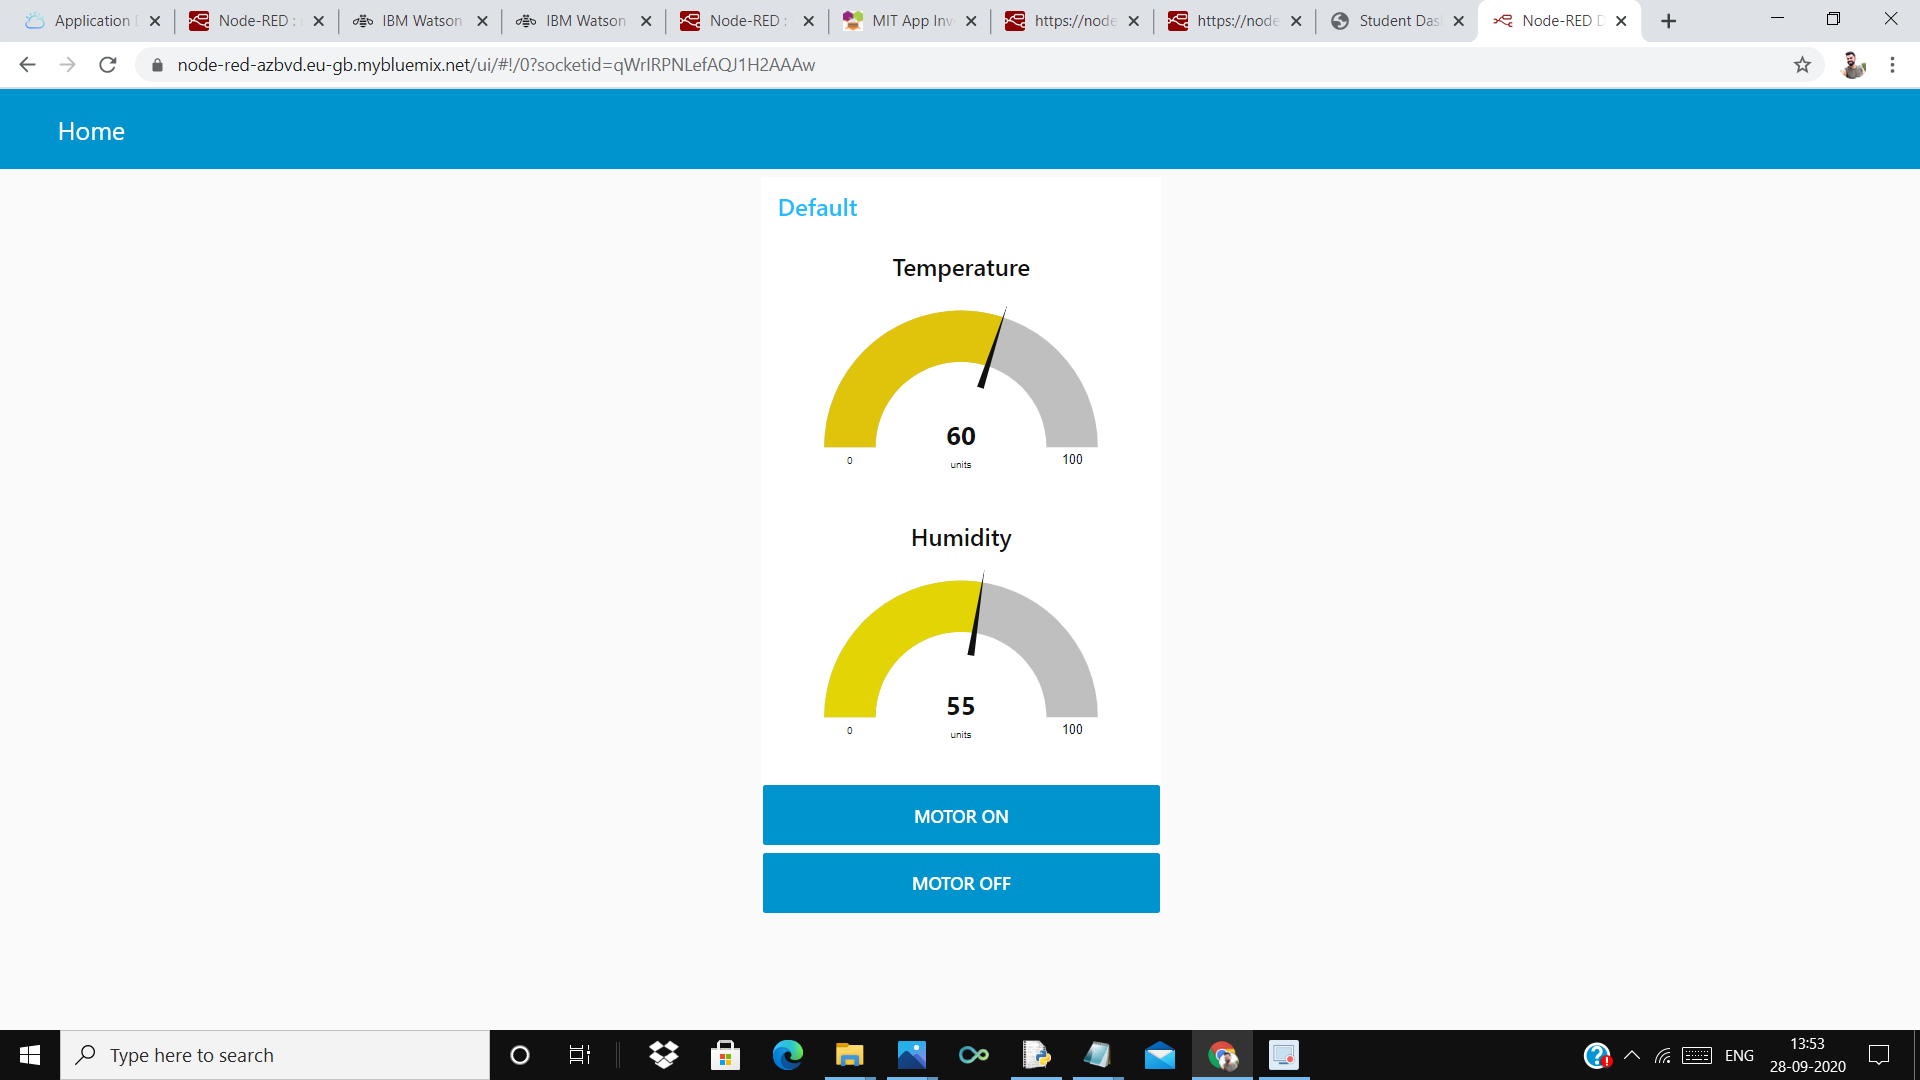 Application
Node-RED :
IBM Watson
IBM Watson
Node-RED :
MIT App Inv
https://node
https://node
Student Das
Node-RED D
node-red-azbvd.eu-gb.mybluemix.net/ui/#!/0?socketid=qWrIRPNLefAQJ1H2AAAw
Home
Default
Temperature
60
0
units
100
Humidity
55
0
units
100
MOTOR ON
MOTOR OFF
Type here to search
ENG
13:53
28-09-2020